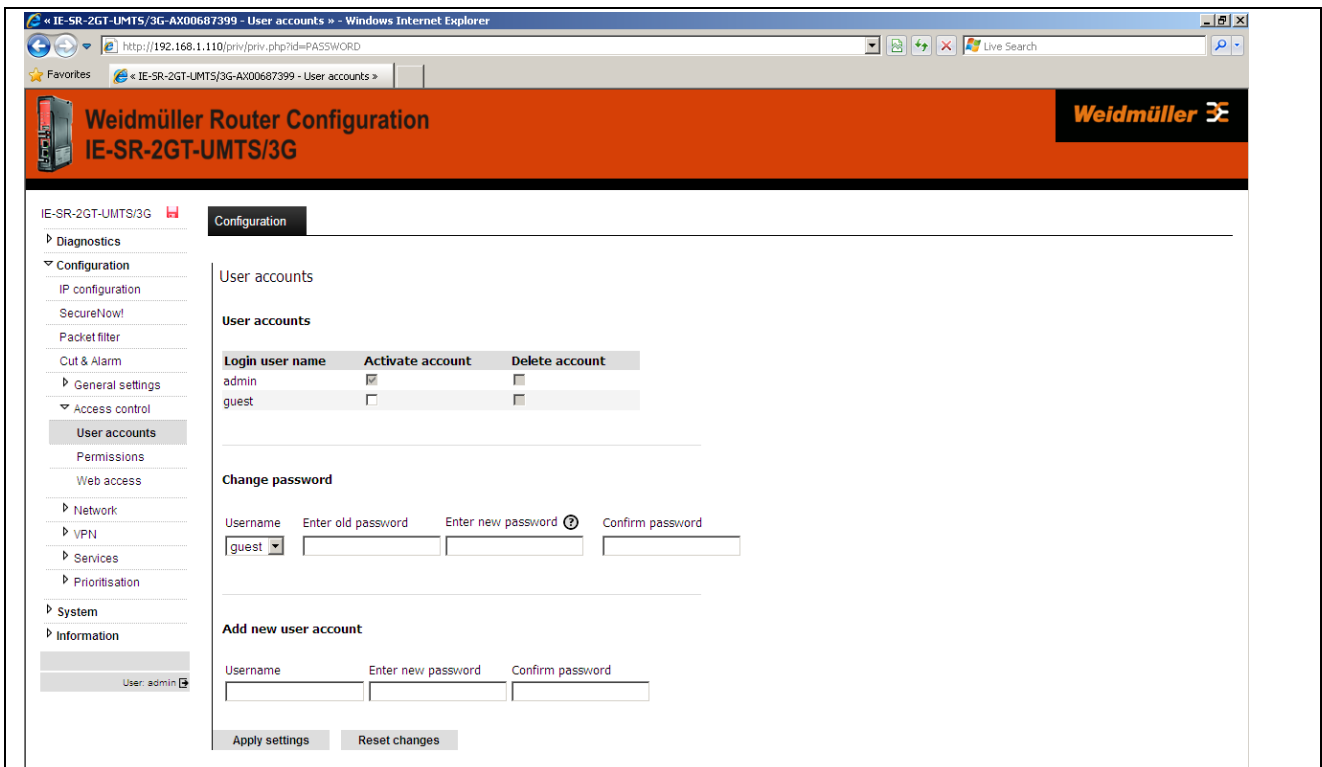 « IE-SR-2GT-UMTS/3G-AX00687399 - User accounts » - Windows Internet Explorer
http://192.168.1.110/priv/priv.php?id=PASSWORD
Live Search
Favorites
« IE-SR-2GT-UMTS/3G-AX00687399 - User accounts »
Weidmüller Router Configuration
IE-SR-2GT-UMTS/3G
Weidmüller
IE-SR-2GT-UMTS/3G
Diagnostics
Configuration
IP configuration
SecureNow!
Packet filter
Cut & Alarm
General settings
Access control
User accounts
Permissions
Web access
Network
VPN
Services
Prioritisation
System
Information
User: admin
Configuration
User accounts
User accounts
Login user name Activate account Delete account
admin
guest
Change password
Username Enter old password Enter new password ? Confirm password
guest
Add new user account
Username Enter new password Confirm password
Apply settings Reset changes